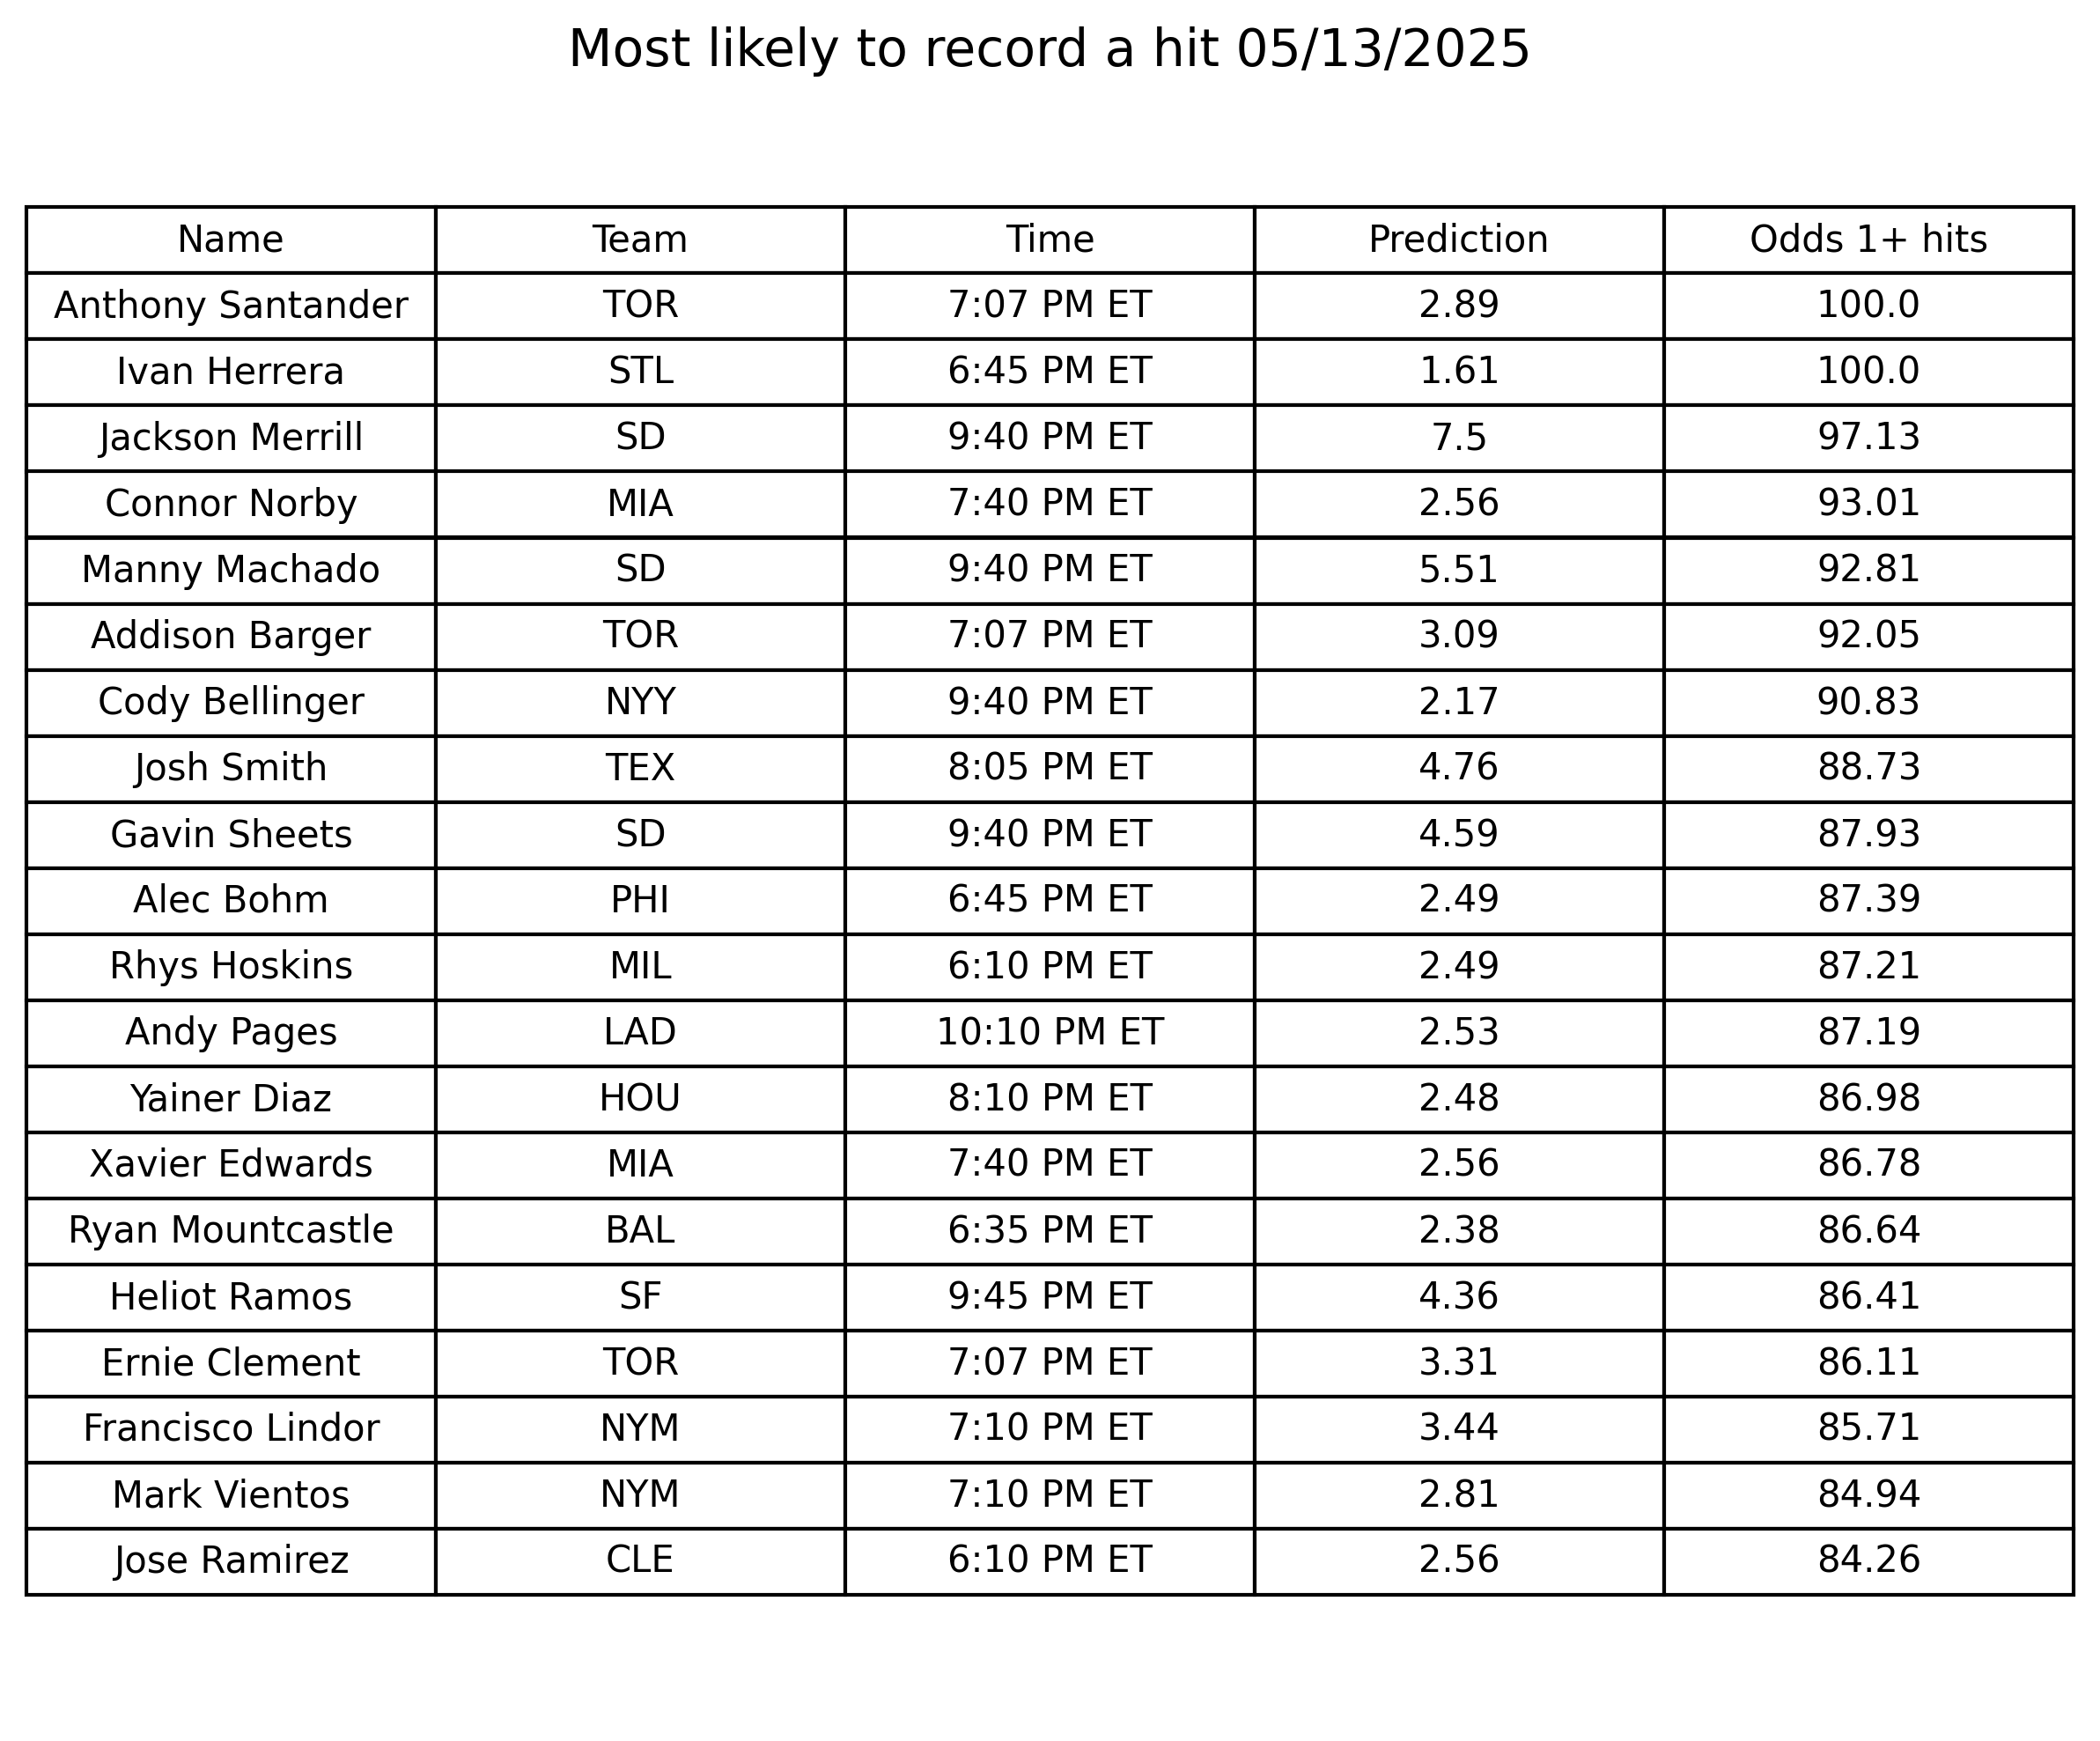 Most likely to record a hit 05/13/2025
Name Team Time Prediction Odds 1+ hits
Anthony Santander TOR 7:07 PM ET 2.89 100.0
Ivan Herrera STL 6:45 PM ET 1.61 100.0
Jackson Merrill SD 9:40 PM ET 7.5 97.13
Connor Norby MIA 7:40 PM ET 2.56 93.01
Manny Machado SD 9:40 PM ET 5.51 92.81
Addison Barger TOR 7:07 PM ET 3.09 92.05
Cody Bellinger NYY 9:40 PM ET 2.17 90.83
Josh Smith TEX 8:05 PM ET 4.76 88.73
Gavin Sheets SD 9:40 PM ET 4.59 87.93
Alec Bohm PHI 6:45 PM ET 2.49 87.39
Rhys Hoskins MIL 6:10 PM ET 2.49 87.21
Andy Pages LAD 10:10 PM ET 2.53 87.19
Yainer Diaz HOU 8:10 PM ET 2.48 86.98
Xavier Edwards MIA 7:40 PM ET 2.56 86.78
Ryan Mountcastle BAL 6:35 PM ET 2.38 86.64
Heliot Ramos SF 9:45 PM ET 4.36 86.41
Ernie Clement TOR 7:07 PM ET 3.31 86.11
Francisco Lindor NYM 7:10 PM ET 3.44 85.71
Mark Vientos NYM 7:10 PM ET 2.81 84.94
Jose Ramirez CLE 6:10 PM ET 2.56 84.26